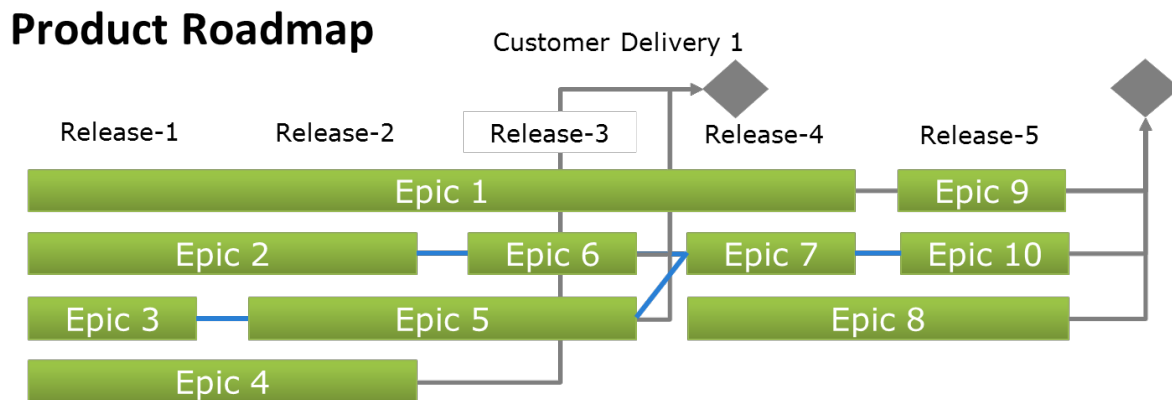 Product Roadmap
Customer Delivery 1
Release-1 Release-2 Release-3 Release-4 Release-5
Epic 1 Epic 9
Epic 2 Epic 6 Epic 7 Epic 10
Epic 3 Epic 5 Epic 8
Epic 4